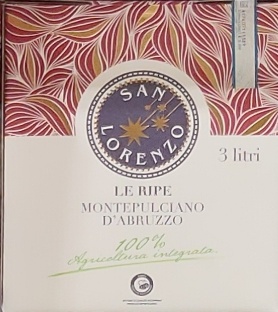 SAN
LORENZO
3 litri
LE RIPE
MONTEPULCIANO
D'ABRUZZO
100%
Agricoltura integrata